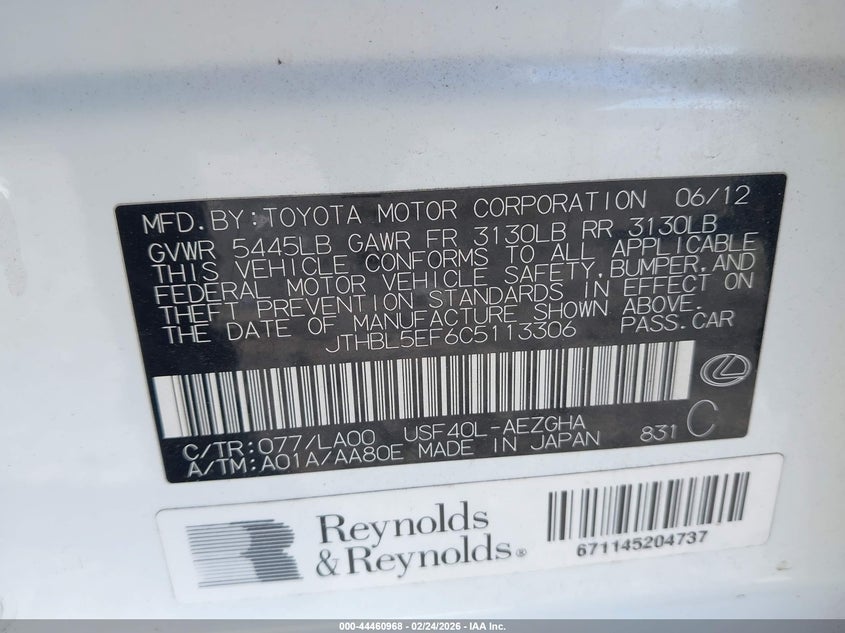 MFD. BY: TOYOTA MOTOR CORPORATION 06/12
GVWR 5445LB GAWR FR 3130LB RR 3130LB
THIS VEHICLE CONFORMS TO ALL APPLICABLE
FEDERAL MOTOR VEHICLE SAFETY, BUMPER, AND
THEFT PREVENTION STANDARDS IN EFFECT ON
THE DATE OF MANUFACTURE SHOWN ABOVE.
JTHBL5EF6C5113306 PASS. CAR
C/TR: 077/LA00 USF40L-AEZGHA
A/TM: A01A/AA80E MADE IN JAPAN 831 C
Reynolds
& Reynolds®
671145204737
000-44460968 - 02/24/2026 - IAA Inc.